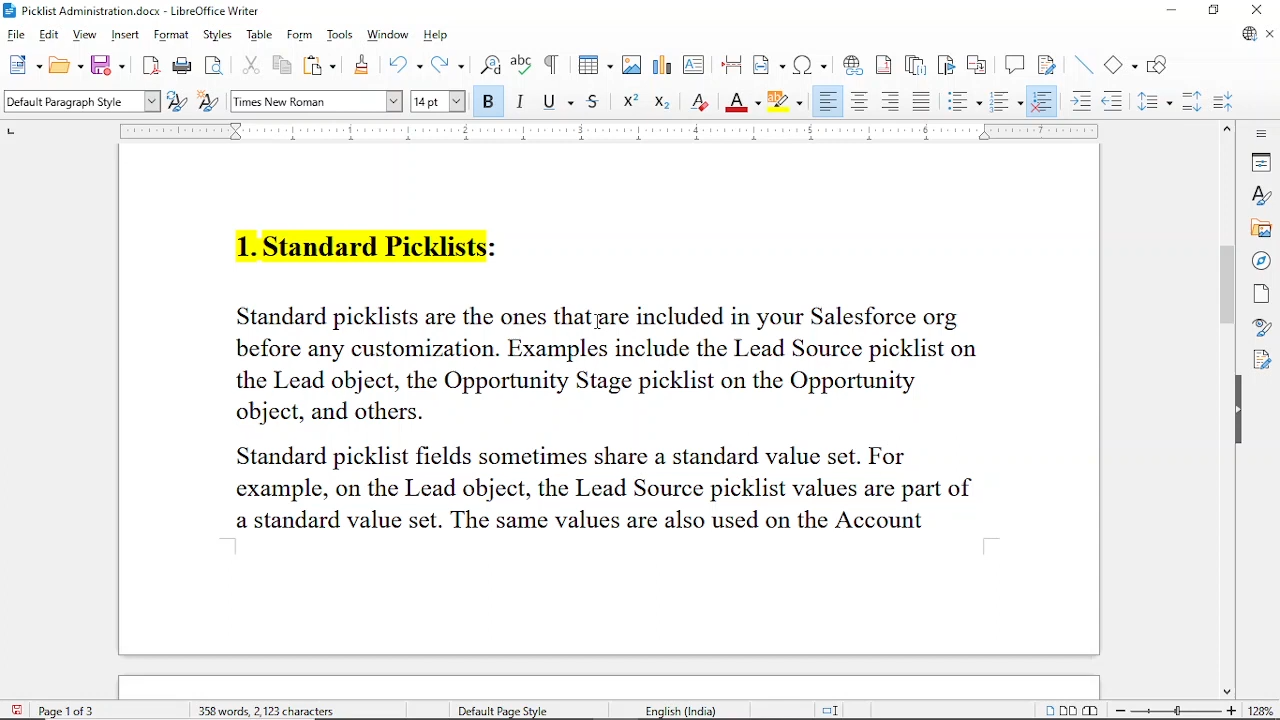 Picklist Administration.docx - LibreOffice Writer
File Edit View Insert Format Styles Table Form Tools Window Help
Default Paragraph Style Times New Roman 14 pt
1. Standard Picklists:
Standard picklists are the ones that are included in your Salesforce org
before any customization. Examples include the Lead Source picklist on
the Lead object, the Opportunity Stage picklist on the Opportunity
object, and others.
Standard picklist fields sometimes share a standard value set. For
example, on the Lead object, the Lead Source picklist values are part of
a standard value set. The same values are also used on the Account
Page 1 of 3 358 words, 2,123 characters Default Page Style English (India) 128%